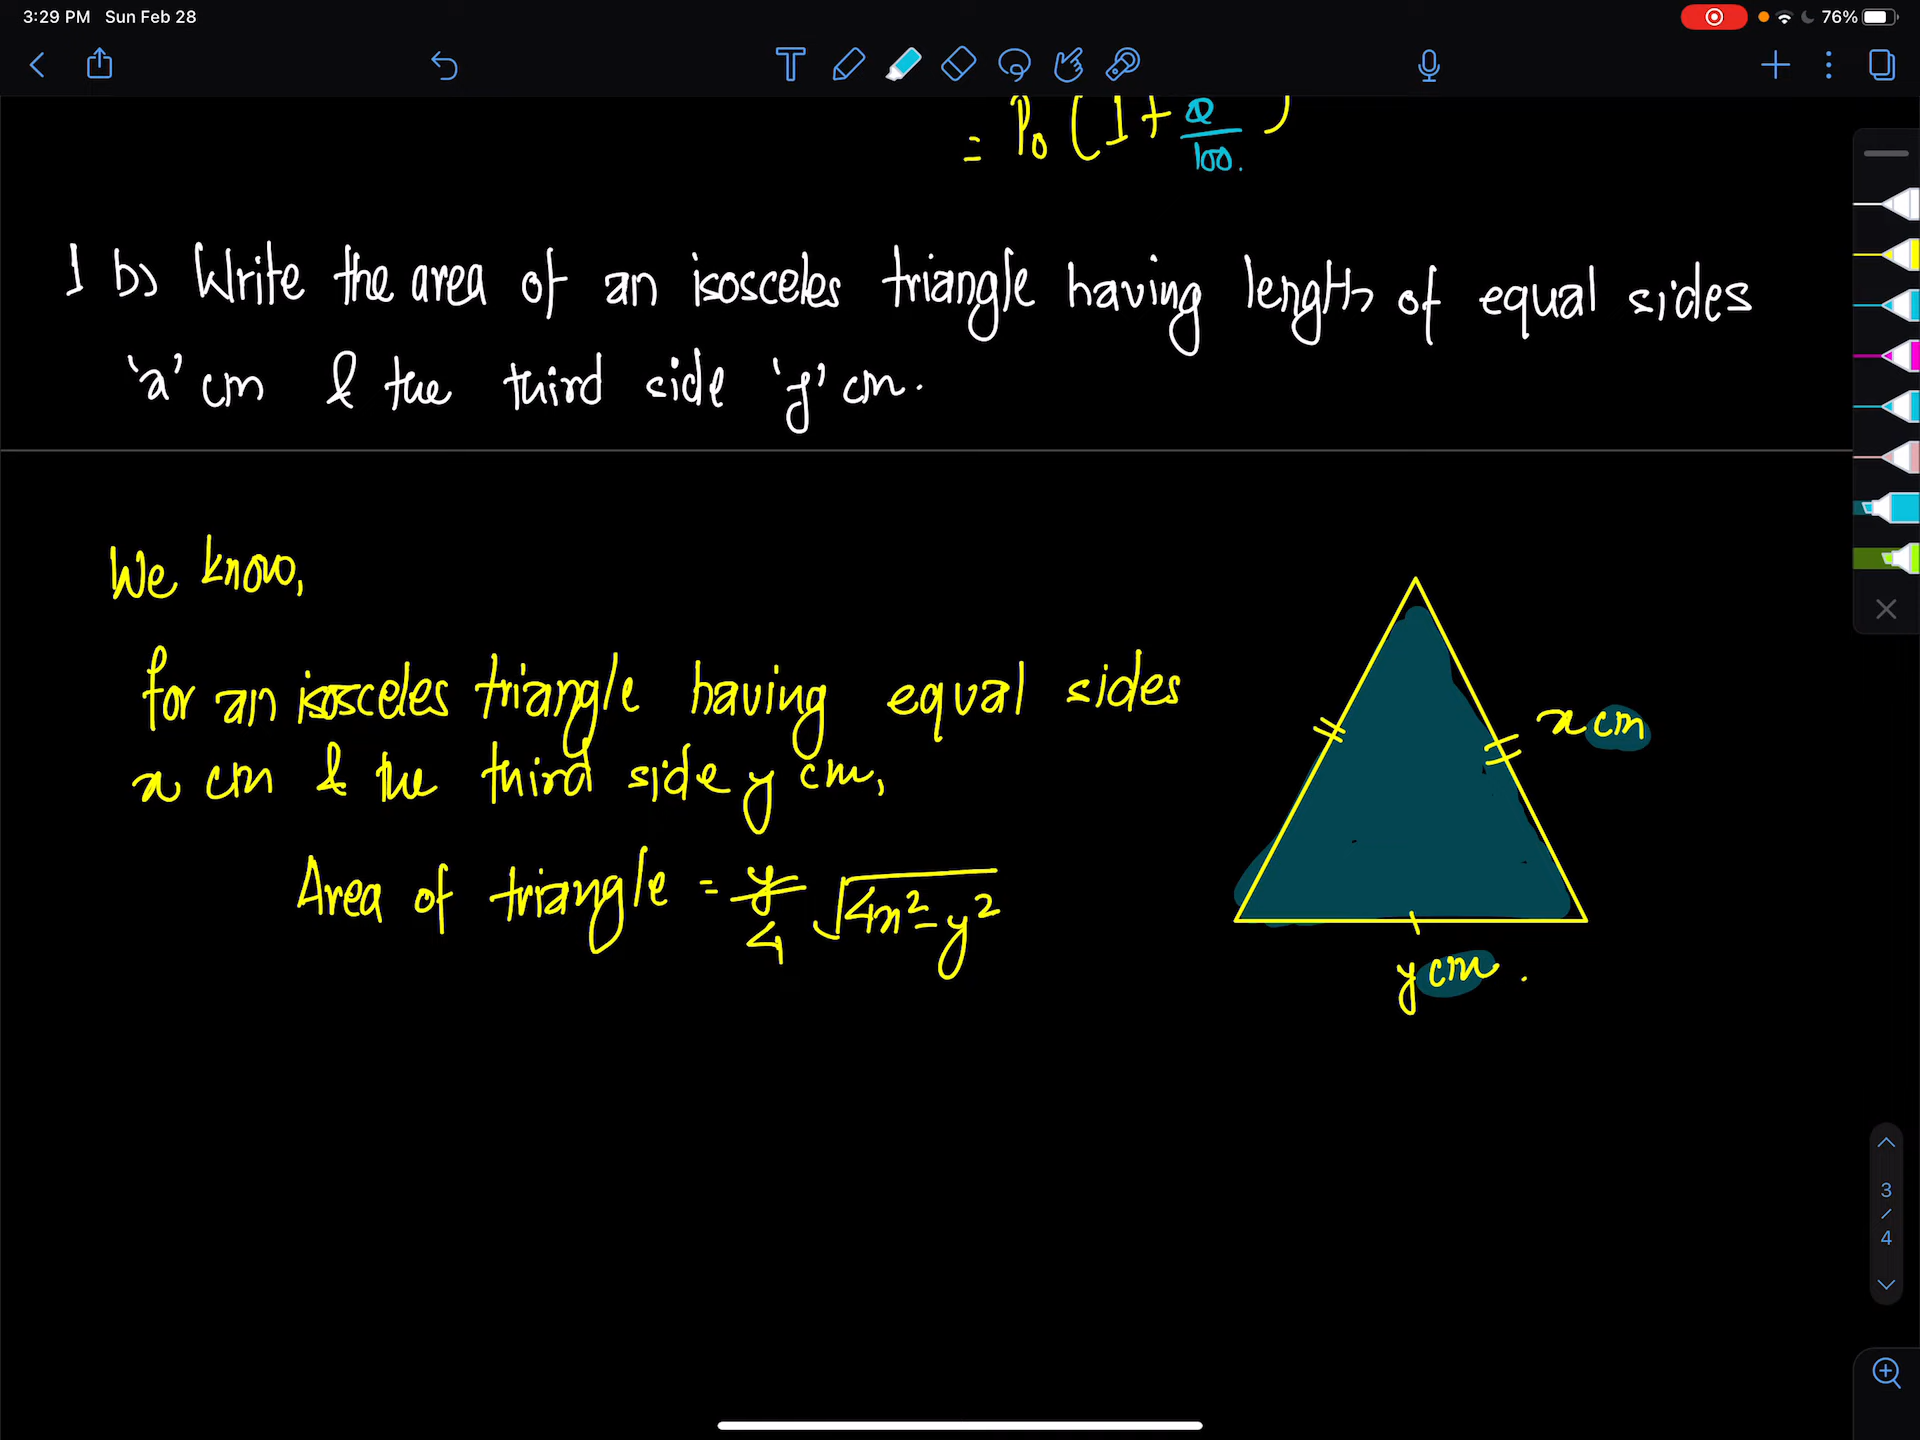 3:29 PM Sun Feb 28
76%
= P₀ (1 + Q/100. )
1 b) Write the area of an isosceles triangle having length of equal sides
'a' cm & the third side 'y' cm.
We know,
for an isosceles triangle having equal sides
x cm & the third side y cm,
Area of triangle = y/4 √(4x² - y²)
x cm
y cm .
3
/
4